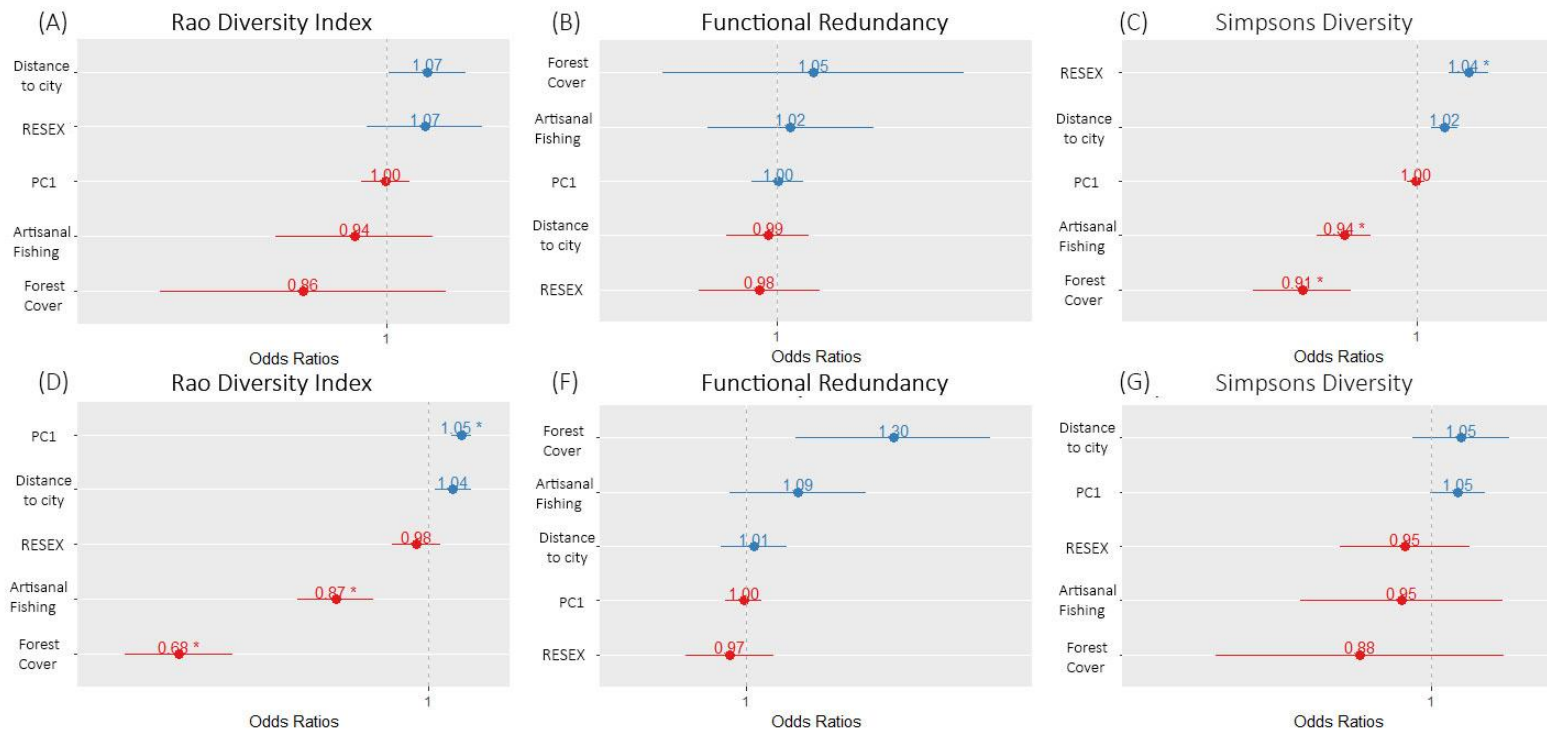 (A) Rao Diversity Index
Distance
to city
1.07
RESEX
1.07
PC1
1.00
Artisanal
Fishing
0.94
Forest
Cover
0.86
1
Odds Ratios
(B) Functional Redundancy
Forest
Cover
1.05
Artisanal
Fishing
1.02
PC1
1.00
Distance
to city
0.99
RESEX
0.98
1
Odds Ratios
(C) Simpsons Diversity
RESEX
1.04 *
Distance
to city
1.02
PC1
1.00
Artisanal
Fishing
0.94 *
Forest
Cover
0.91 *
1
Odds Ratios
(D) Rao Diversity Index
PC1
1.05 *
Distance
to city
1.04
RESEX
0.98
Artisanal
Fishing
0.87 *
Forest
Cover
0.68 *
1
Odds Ratios
(F) Functional Redundancy
Forest
Cover
1.30
Artisanal
Fishing
1.09
Distance
to city
1.01
PC1
1.00
RESEX
0.97
1
Odds Ratios
(G) Simpsons Diversity
Distance
to city
1.05
PC1
1.05
RESEX
0.95
Artisanal
Fishing
0.95
Forest
Cover
0.88
1
Odds Ratios